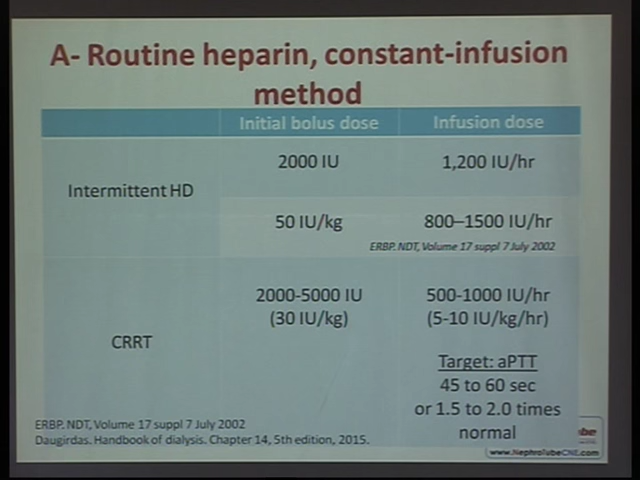 A- Routine heparin, constant-infusion
method
Initial bolus dose
Infusion dose
Intermittent HD
2000 IU
1,200 IU/hr
50 IU/kg
800–1500 IU/hr
ERBP. NDT, Volume 17 suppl 7 July 2002
CRRT
2000-5000 IU
(30 IU/kg)
500-1000 IU/hr
(5-10 IU/kg/hr)
Target: aPTT
45 to 60 sec
or 1.5 to 2.0 times
normal
ERBP. NDT, Volume 17 suppl 7 July 2002
Daugirdas. Handbook of dialysis. Chapter 14, 5th edition, 2015.
www.NephroTubeCNE.com